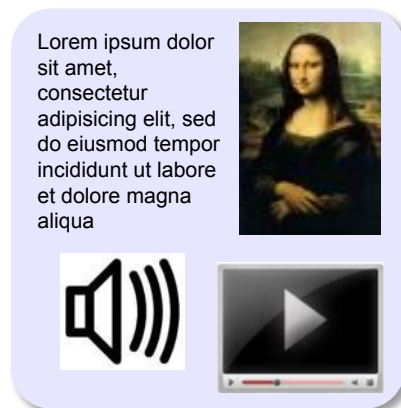 Lorem ipsum dolor
sit amet,
consectetur
adipisicing elit, sed
do eiusmod tempor
incididunt ut labore
et dolore magna
aliqua